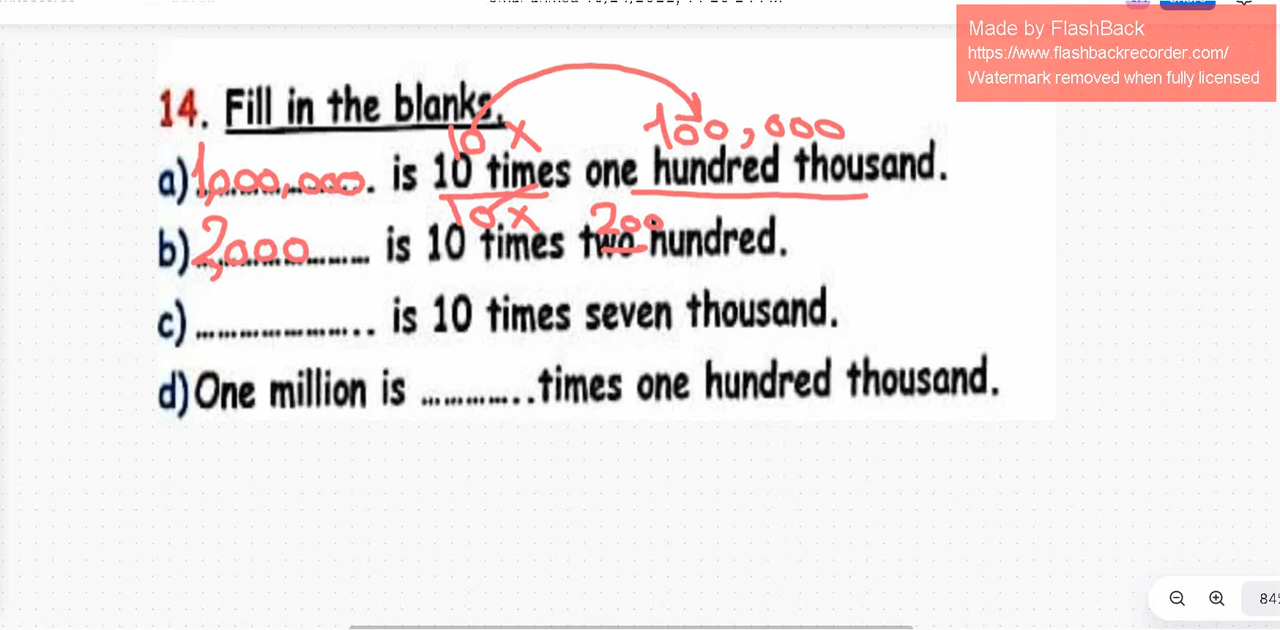 Made by FlashBack
https://www.flashbackrecorder.com/
Watermark removed when fully licensed
14. Fill in the blanks.
10 x 100,000
a) 1,000,000. is 10 times one hundred thousand.
10 x 200
b) 2,000 ........ is 10 times two hundred.
c) ...................... is 10 times seven thousand.
d) One million is .............times one hundred thousand.
84%